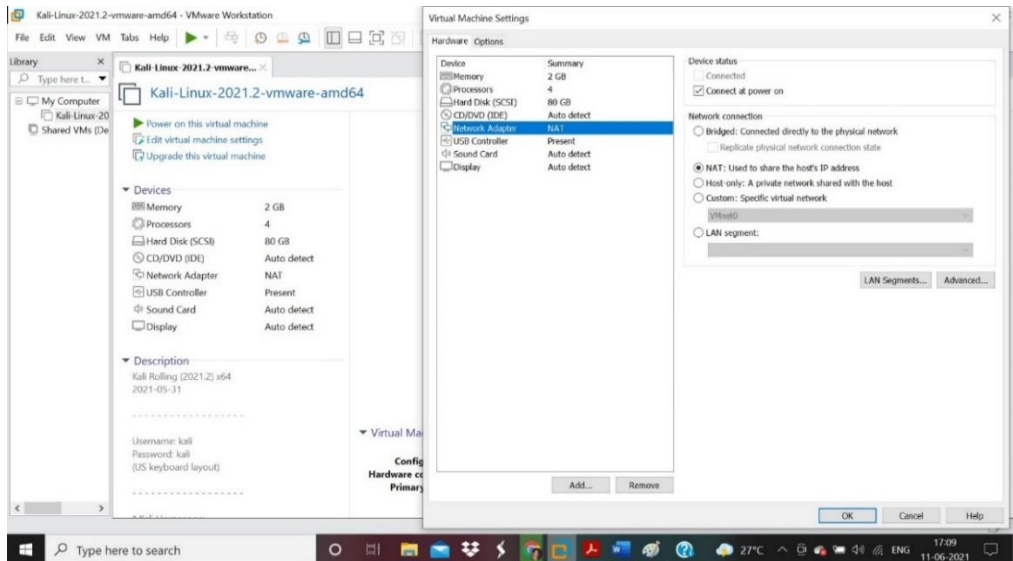 Kali-Linux-2021.2-vmware-amd64 - VMware Workstation
File Edit View VM Tabs Help
Library
Type here t...
My Computer
Kali-Linux-20
Shared VMs (De
Kali-Linux-2021.2-vmware...
Kali-Linux-2021.2-vmware-amd64
Power on this virtual machine
Edit virtual machine settings
Upgrade this virtual machine
Devices
Memory 2 GB
Processors 4
Hard Disk (SCSI) 80 GB
CD/DVD (IDE) Auto detect
Network Adapter NAT
USB Controller Present
Sound Card Auto detect
Display Auto detect
Description
Kali Rolling (2021.2) x64
2021-05-31
- - - - - - - - - - - - - - - - - -
Username: kali
Password: kali
(US keyboard layout)
- - - - - - - - - - - - - - - - - -
Virtual Ma
Config
Hardware co
Primary
Virtual Machine Settings
Hardware Options
Device Summary
Memory 2 GB
Processors 4
Hard Disk (SCSI) 80 GB
CD/DVD (IDE) Auto detect
Network Adapter NAT
USB Controller Present
Sound Card Auto detect
Display Auto detect
Add... Remove
Device status
Connected
Connect at power on
Network connection
Bridged: Connected directly to the physical network
Replicate physical network connection state
NAT: Used to share the host's IP address
Host-only: A private network shared with the host
Custom: Specific virtual network
VMnet0
LAN segment:
LAN Segments... Advanced...
OK Cancel Help
Type here to search
27°C ENG 17:09
11-06-2021